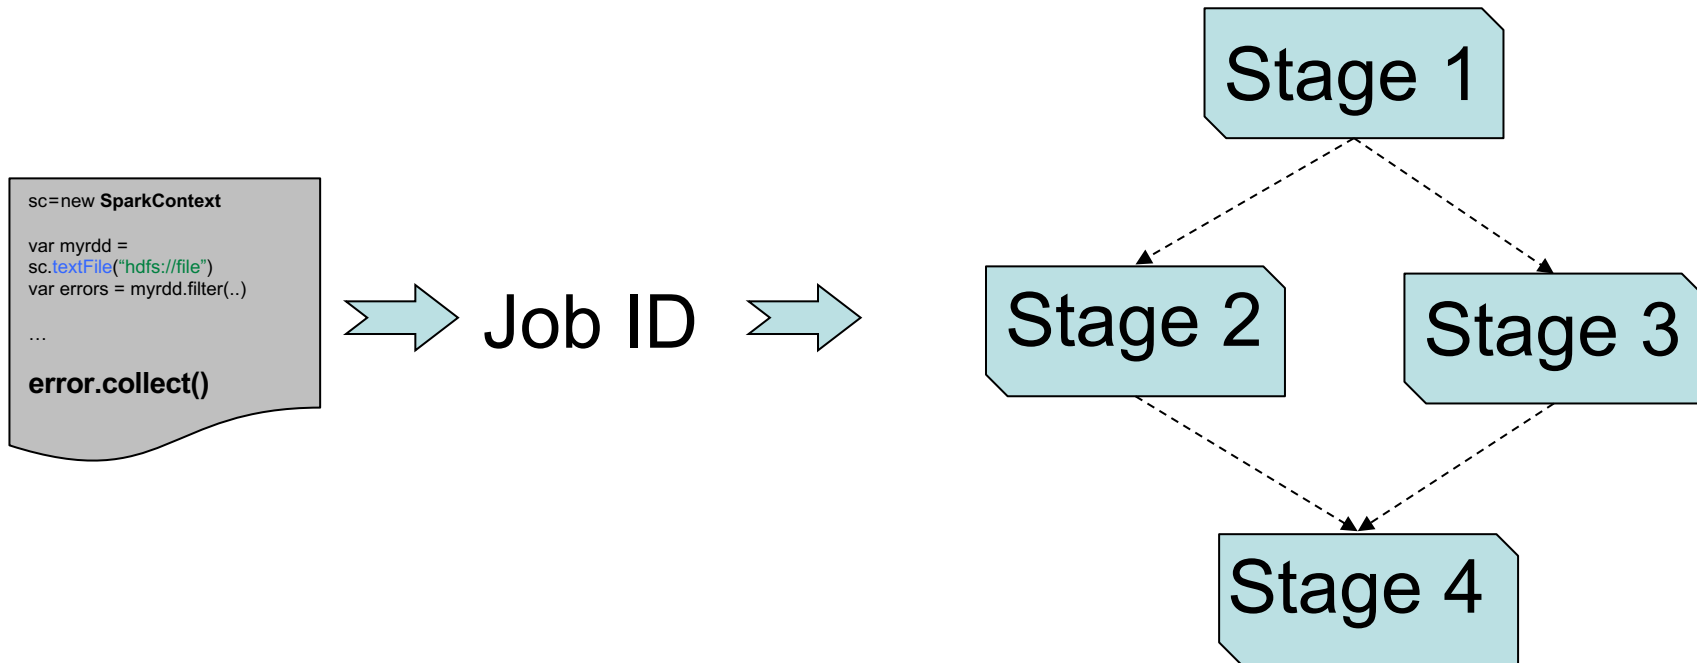 sc=new SparkContext
var myrdd =
sc.textFile(“hdfs://file”)
var errors = myrdd.filter(..)
…
error.collect()
Job ID
Stage 1
Stage 2
Stage 3
Stage 4